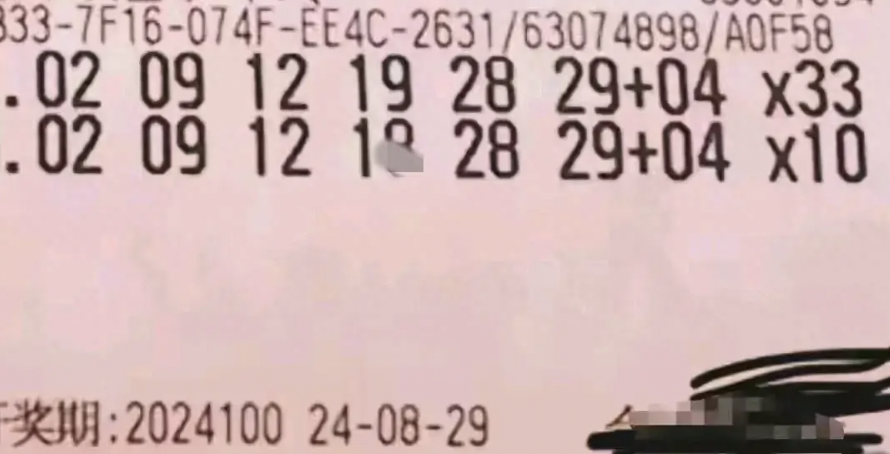 833-7F16-074F-EE4C-2631/63074898/A0F58
.02 09 12 19 28 29+04 x33
.02 09 12 28 29+04 x10
奖期:2024100 24-08-29